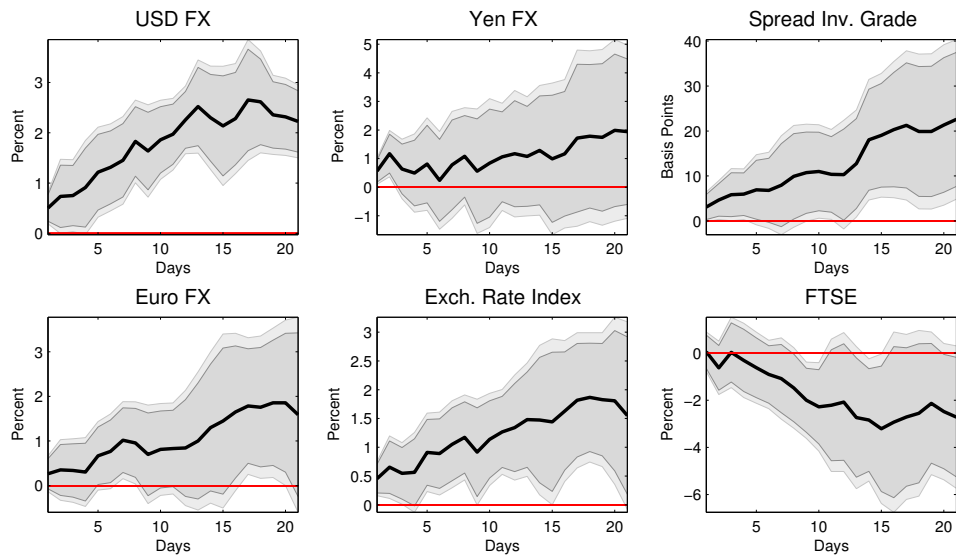 USD FX
Yen FX
Spread Inv. Grade
Percent
3
2
1
0
5 10 15 20
Days
Percent
5
4
3
2
1
0
−1
5 10 15 20
Days
Basis Points
40
30
20
10
0
5 10 15 20
Days
Euro FX
Exch. Rate Index
FTSE
Percent
3
2
1
0
5 10 15 20
Days
Percent
3
2.5
2
1.5
1
0.5
0
5 10 15 20
Days
Percent
0
−2
−4
−6
5 10 15 20
Days